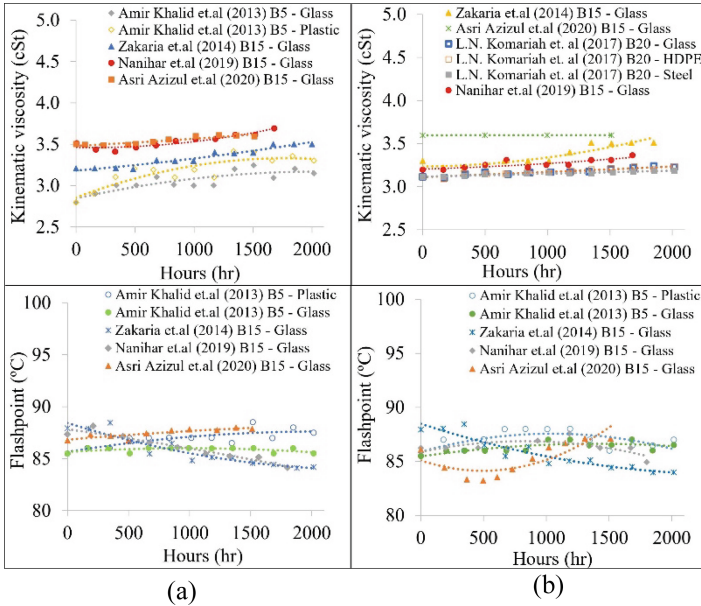 Amir Khalid et.al (2013) B5 - Glass
Amir Khalid et.al (2013) B5 - Plastic
Zakaria et.al (2014) B15 - Glass
Nanihar (2019) B15 - Glass
Asri Azizul et.al (2020) B15 - Glass
Kinematic viscosity (cSt)
4.5
4.0
3.5
3.0
2.5
0
500
1000
1500
2000
Hours (hr)
Zakaria et.al (2014) B15 - Glass
Asri Azizul et.al (2020) B15 - Glass
L.N. Komariah et.al (2017) B20 - Glass
L.N. Komariah et.al (2017) B20 - HDPE
L.N. Komariah et.al (2017) B20 - Steel
Nanihar (2019) B15 - Glass
Kinematic viscosity (cSt)
4.5
4.0
3.5
3.0
2.5
0
500
1000
1500
2000
Hours (hr)
Amir Khalid et.al (2013) B5 - Plastic
Amir Khalid et.al (2013) B5 - Glass
Zakaria et.al (2014) B15 - Glass
Nanihar et.al (2019) B15 - Glass
Asri Azizul et.al (2020) B15 - Glass
Flashpoint (ºC)
100
95
90
85
80
0
500
1000
1500
2000
Hours (hr)
Amir Khalid et.al (2013) B5 - Plastic
Amir Khalid et.al (2013) B5 - Glass
Zakaria et.al (2014) B15 - Glass
Nanihar et.al (2019) B15 - Glass
Asri Azizul et.al (2020) B15 - Glass
Flashpoint (ºC)
100
95
90
85
80
0
500
1000
1500
2000
Hours (hr)
(a)
(b)